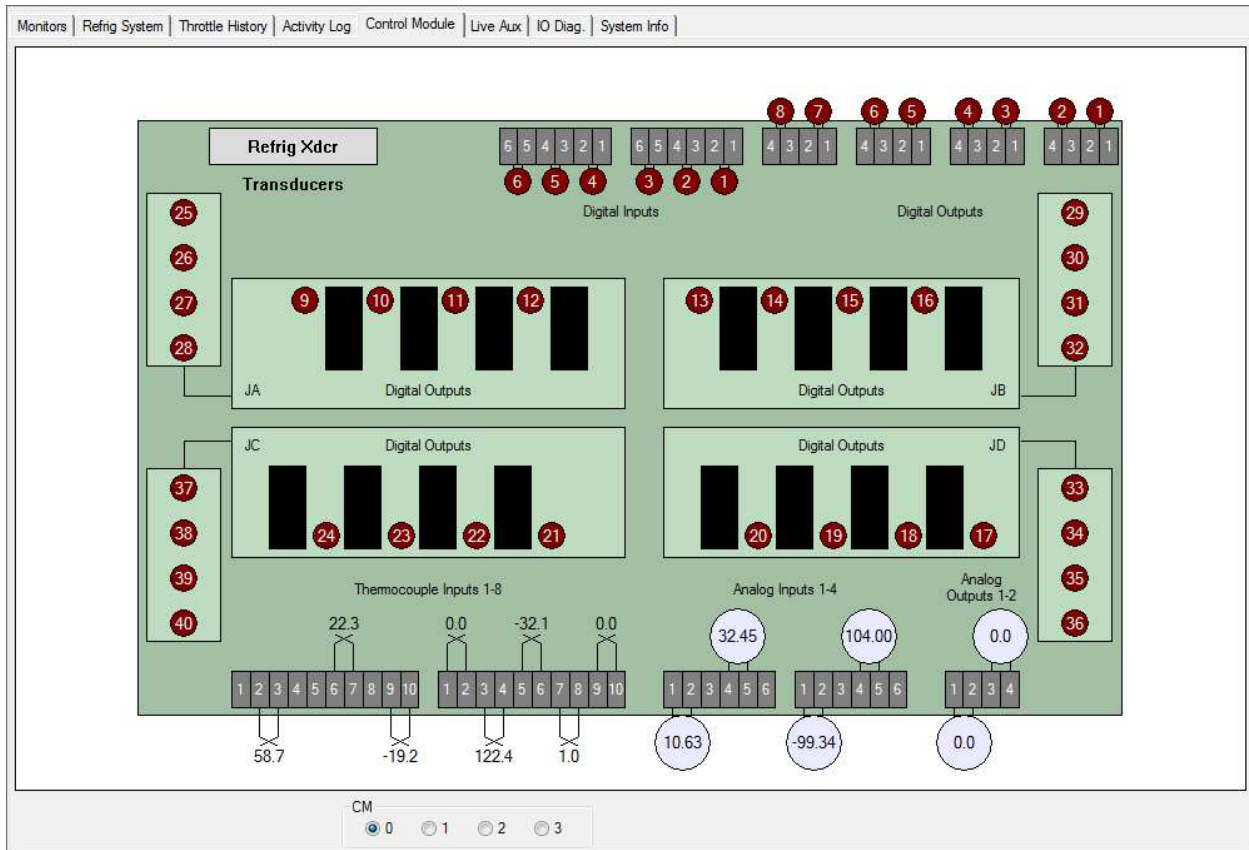 Monitors Refrig System Throttle History Activity Log Control Module Live Aux IO Diag. System Info
8 7 6 5 4 3 2 1
Refrig Xdcr
6 5 4 3 2 1 6 5 4 3 2 1 4 3 2 1 4 3 2 1 4 3 2 1 4 3 2 1
Transducers
6 5 4 3 2 1
25 Digital Inputs Digital Outputs 29
26 30
27 9 10 11 12 13 14 15 16 31
28 32
JA Digital Outputs Digital Outputs JB
JC Digital Outputs Digital Outputs JD
37 33
38 24 23 22 21 20 19 18 17 34
39 Thermocouple Inputs 1-8 Analog Inputs 1-4 Analog 35
Outputs 1-2
40 22.3 0.0 -32.1 0.0 32.45 104.00 0.0 36
1 2 3 4 5 6 7 8 9 10 1 2 3 4 5 6 7 8 9 10 1 2 3 4 5 6 1 2 3 4 5 6 1 2 3 4
58.7 -19.2 122.4 1.0 10.63 -99.34 0.0
CM
0 1 2 3